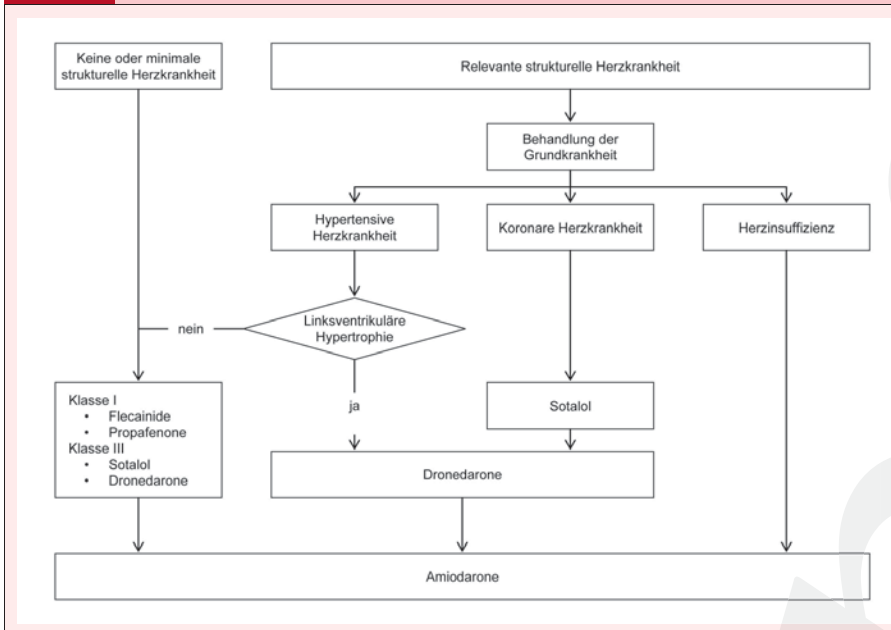 Keine oder minimale
strukturelle Herzkrankheit
Relevante strukturelle Herzkrankheit
Behandlung der
Grundkrankheit
Hypertensive
Herzkrankheit
Koronare Herzkrankheit
Herzinsuffizienz
nein
Linksventrikuläre
Hypertrophie
ja
Klasse I
• Flecainide
• Propafenone
Klasse III
• Sotalol
• Dronedarone
Sotalol
Dronedarone
Amiodarone